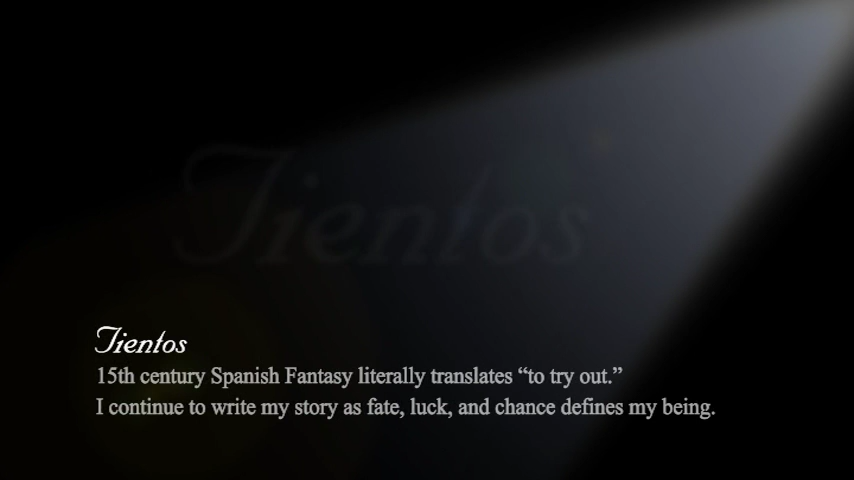 Tientos
Tientos
15th century Spanish Fantasy literally translates “to try out.”
I continue to write my story as fate, luck, and chance defines my being.